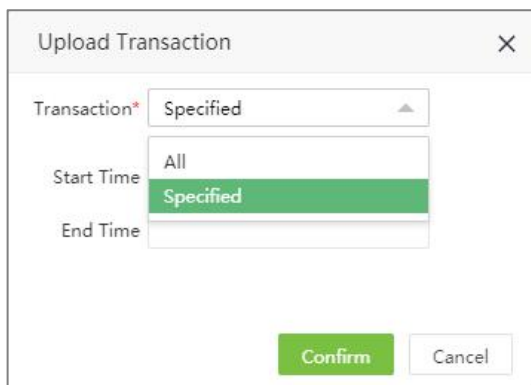 Upload Transaction
Transaction* Specified
All
Start Time
Specified
End Time
Confirm Cancel